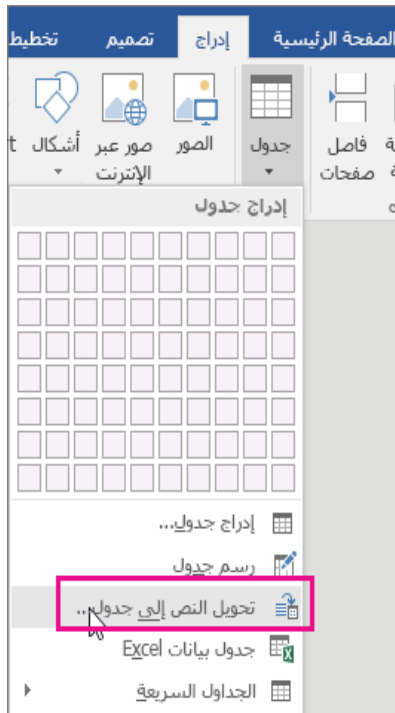 الصفحة الرئيسية إدراج تصميم تخطيط
فاصل صفحات
جدول
الصور
صور عبر الإنترنت
أشكال
إدراج جدول
إدراج جدول...
رسم جدول
تحويل النص إلى جدول...
جدول بيانات Excel
الجداول السريعة